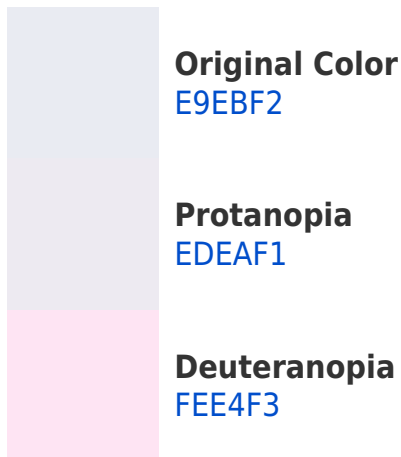 Original Color
E9EBF2
Protanopia
EDEAF1
Deuteranopia
FEE4F3